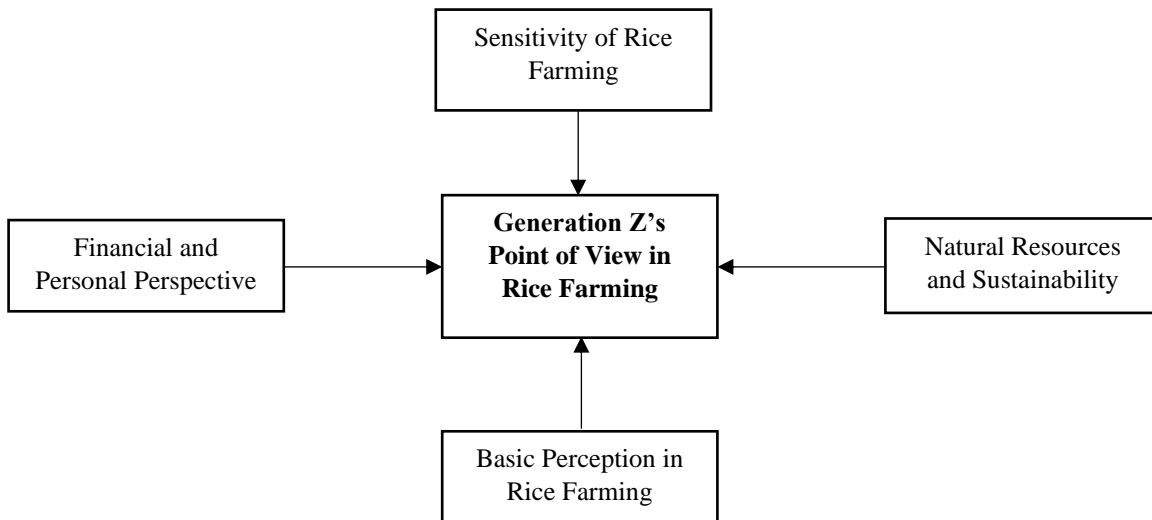 Sensitivity of Rice
Farming
Generation Z’s
Point of View in
Rice Farming
Financial and
Personal Perspective
Natural Resources
and Sustainability
Basic Perception in
Rice Farming